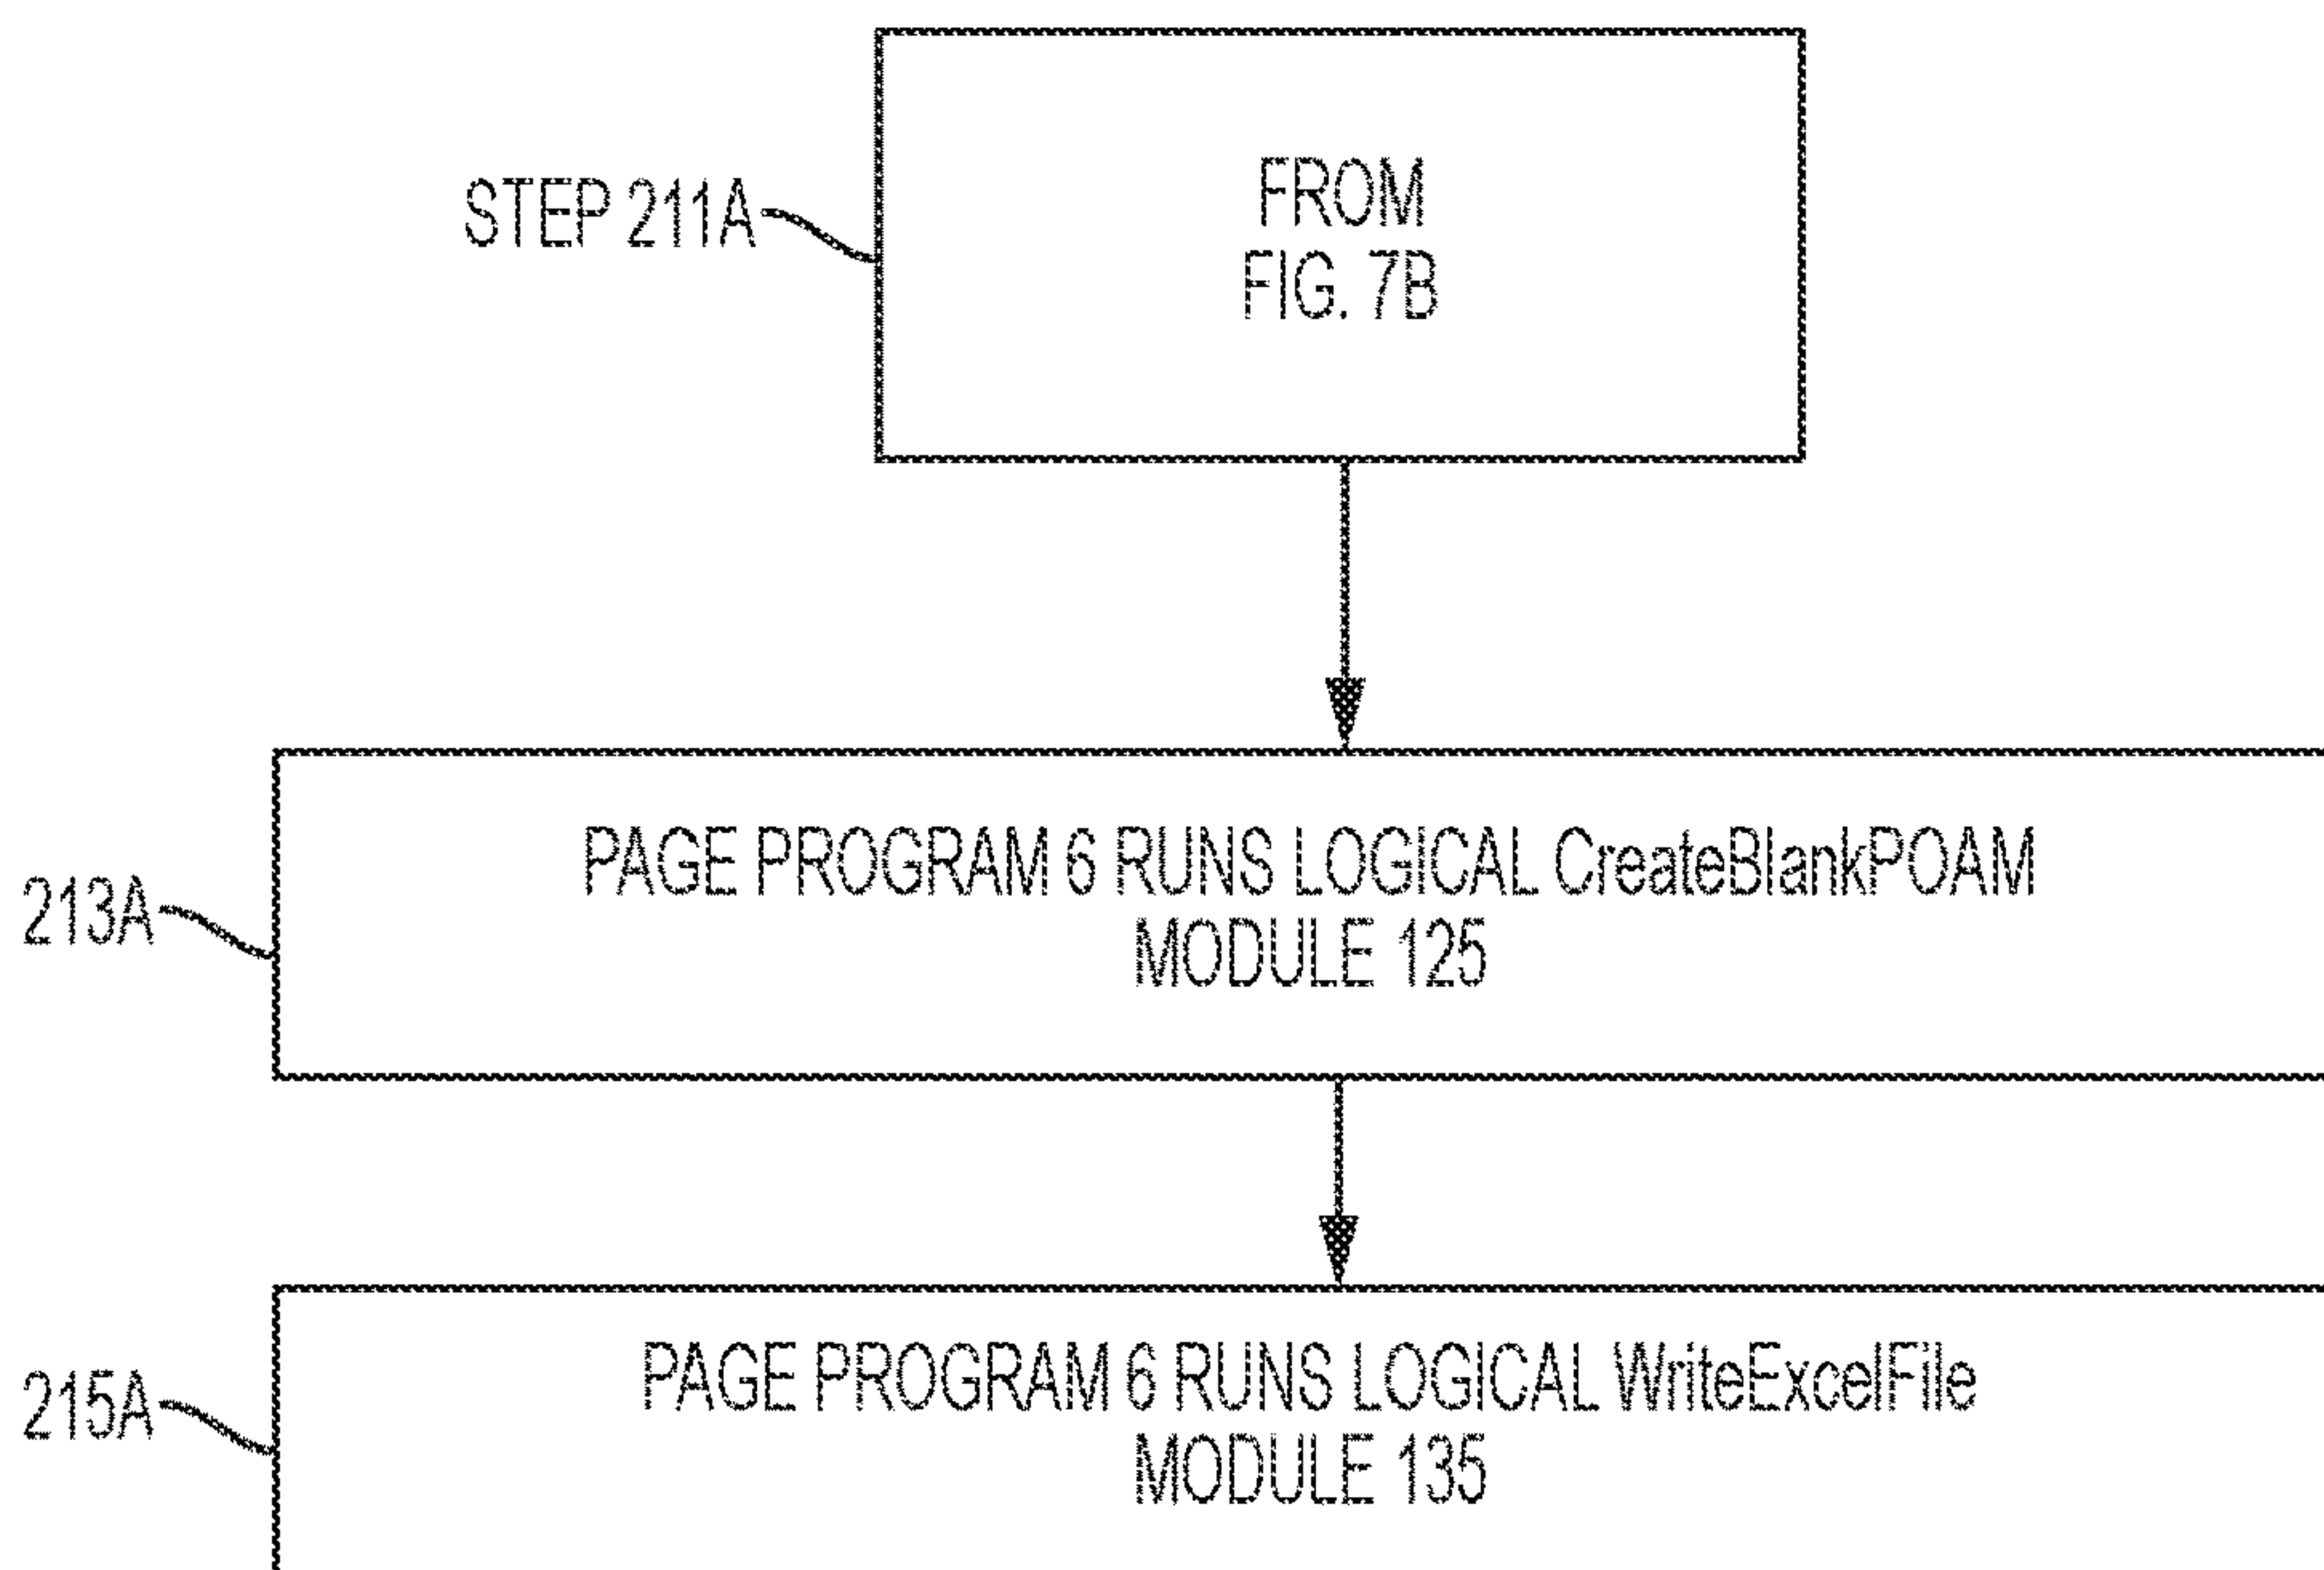 STEP 211A
FROM
FIG. 7B
213A
PAGE PROGRAM 6 RUNS LOGICAL CreateBlankPOAM
MODULE 125
215A
PAGE PROGRAM 6 RUNS LOGICAL WriteExcelFile
MODULE 135